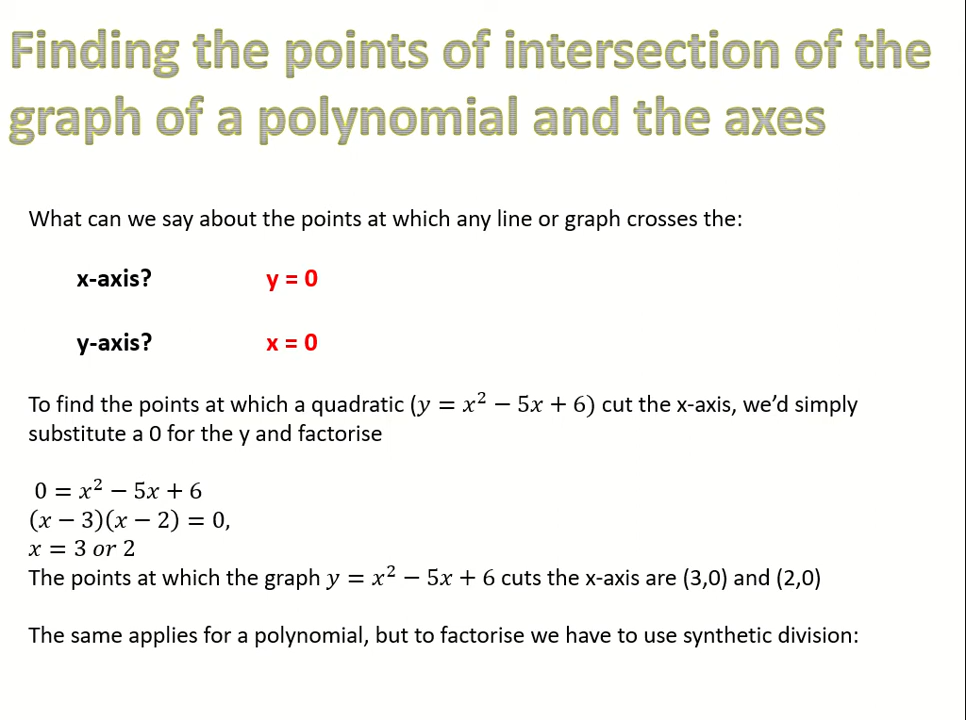 Finding the points of intersection of the
graph of a polynomial and the axes
What can we say about the points at which any line or graph crosses the:
x-axis? y = 0
y-axis? x = 0
To find the points at which a quadratic (y = x² − 5x + 6) cut the x-axis, we’d simply
substitute a 0 for the y and factorise
0 = x² − 5x + 6
(x − 3)(x − 2) = 0,
x = 3 or 2
The points at which the graph y = x² − 5x + 6 cuts the x-axis are (3,0) and (2,0)
The same applies for a polynomial, but to factorise we have to use synthetic division: